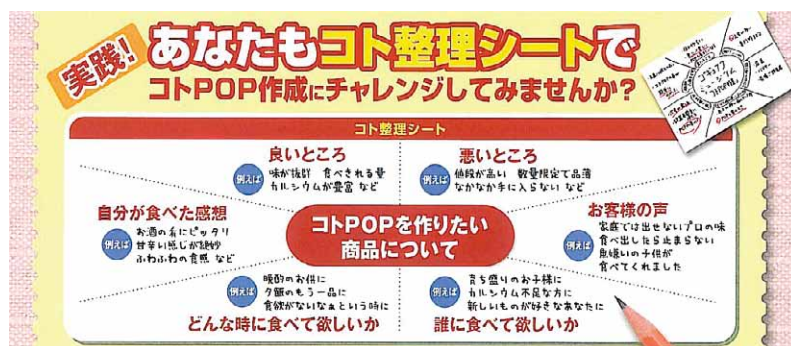 実践!
あなたもコト整理シートで
コトPOP作成にチャレンジしてみませんか?
コト整理シート
良いところ
例えば
味が抜群 食べきれる量
カルシウムが豊富 など
悪いところ
例えば
値段が高い 数量限定で品薄
なかなか手に入らない など
自分が食べた感想
例えば
お酒の肴にピッタリ
甘辛い感じが絶妙
ふわふわの食感 など
コトPOPを作りたい
商品について
お客様の声
例えば
家庭では出せないプロの味
食べ出したら止まらない
魚嫌いの子供が
食べてくれました
例えば
晩酌のお供に
夕飯のもう一品に
食欲がないなぁという時に
どんな時に食べて欲しいか
例えば
育ち盛りのお子様に
カルシウム不足な方に
新しいものが好きなあなたに
誰に食べて欲しいか